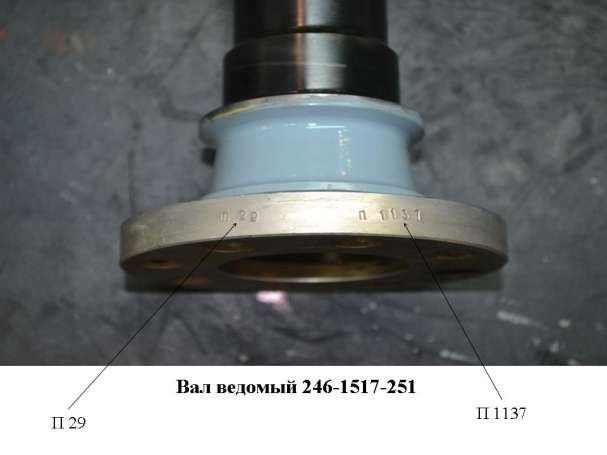 П 29 П 1137
Вал ведомый 246-1517-251
П 29
П 1137